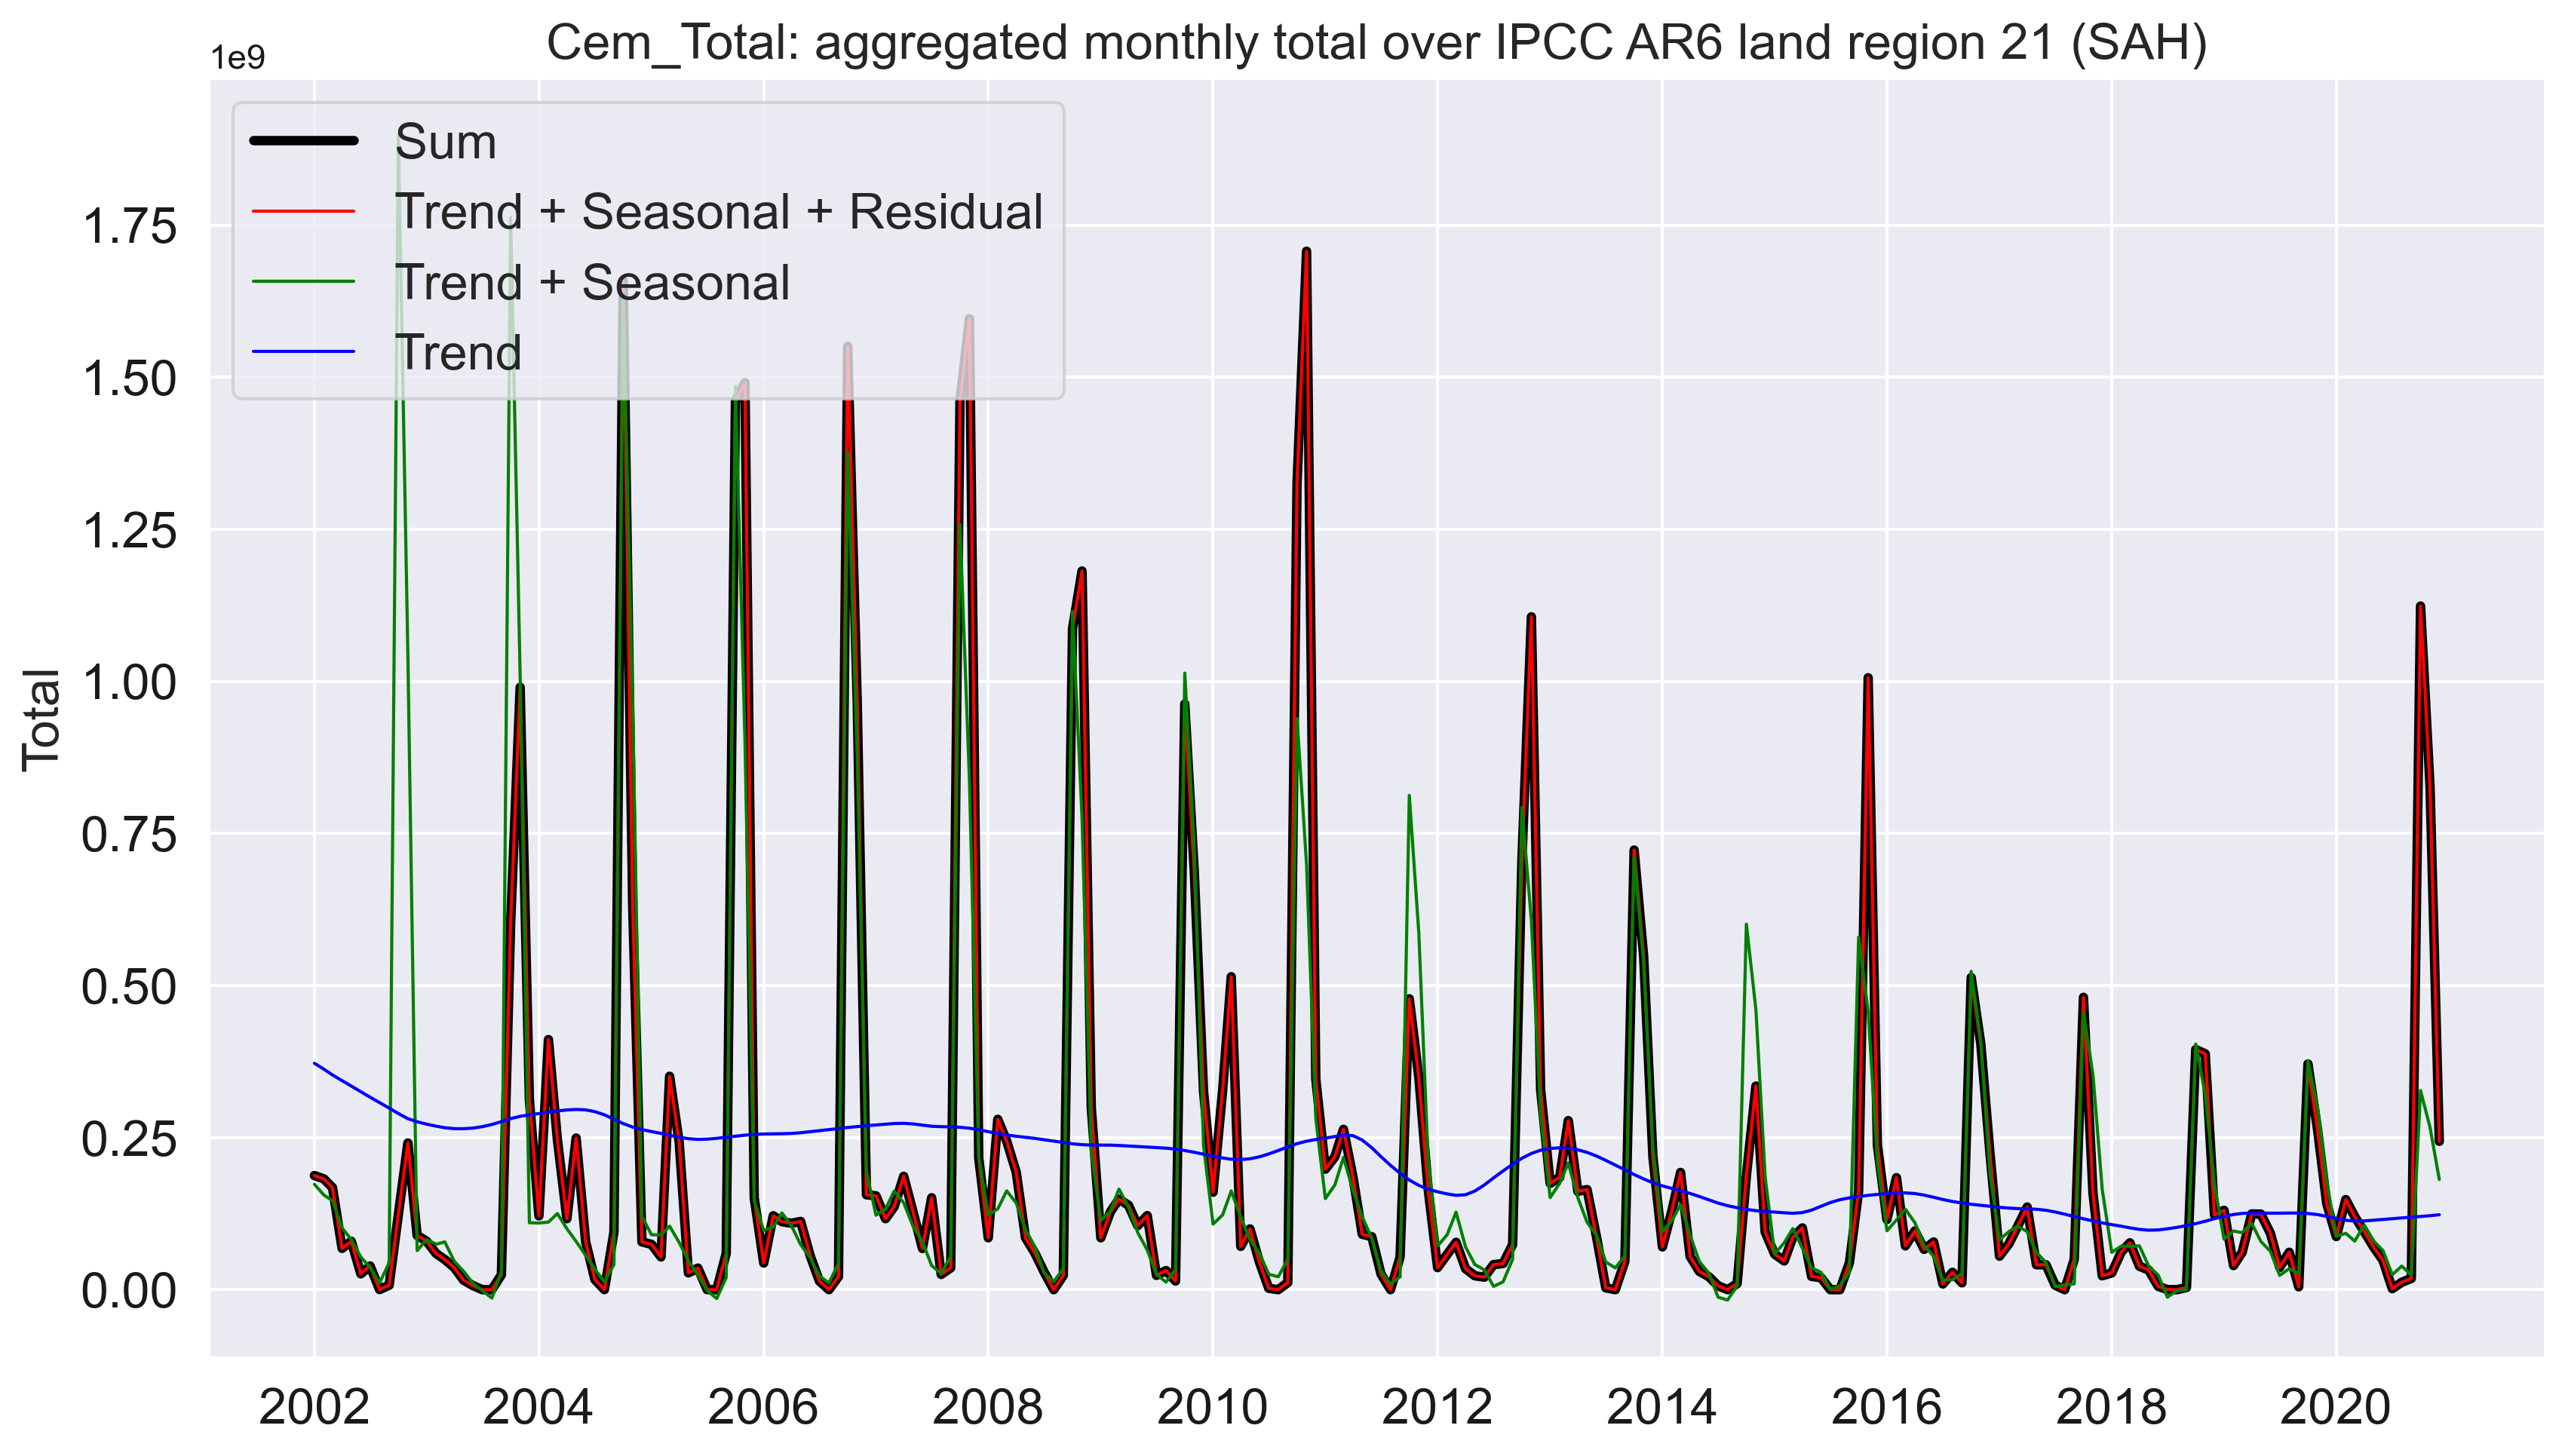 Cem_Total: aggregated monthly total over IPCC AR6 land region 21 (SAH)
1e9
Sum
Trend + Seasonal + Residual
Trend + Seasonal
Trend
1.75
1.50
1.25
1.00
0.75
0.50
0.25
0.00
Total
2002 2004 2006 2008 2010 2012 2014 2016 2018 2020